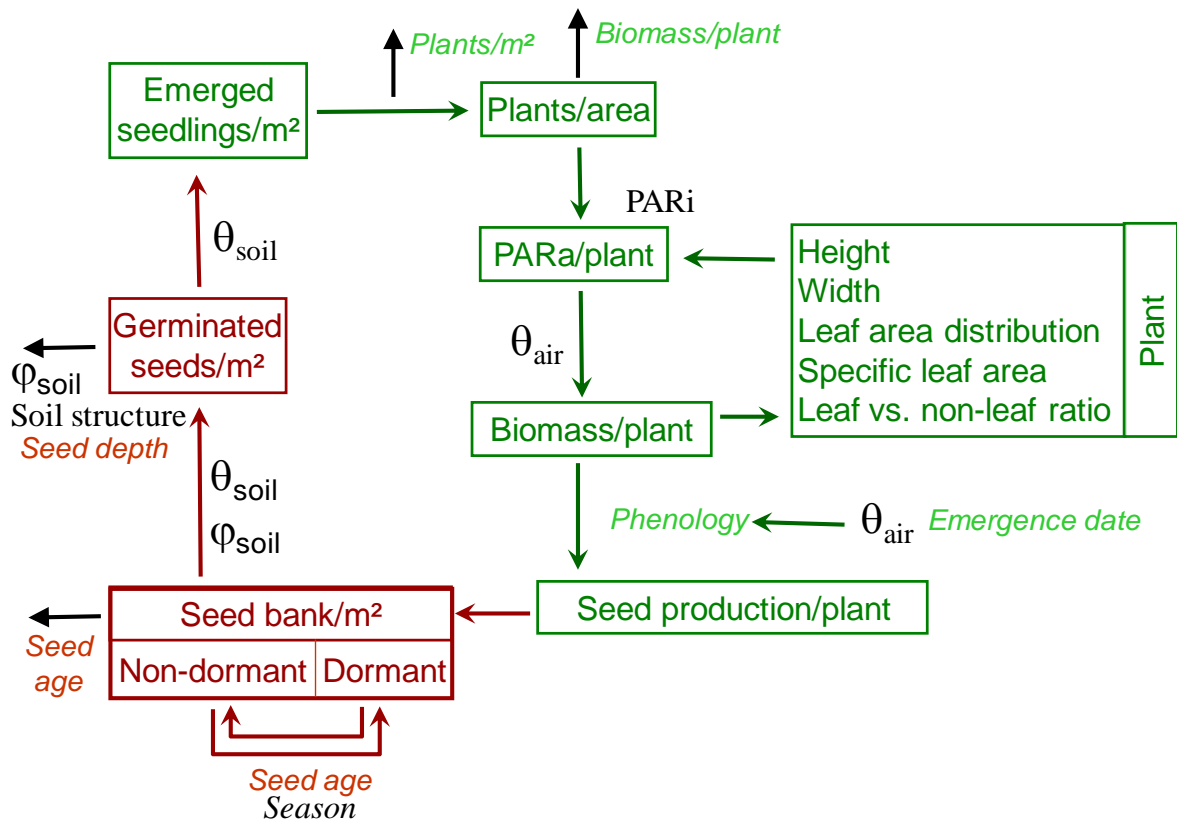 Plants/m²
Biomass/plant
Emerged
seedlings/m²
Plants/area
PARi
θsoil
PARa/plant
Height
Width
Leaf area distribution
Specific leaf area
Leaf vs. non-leaf ratio
Plant
Germinated
seeds/m²
θair
φsoil
Soil structure
Seed depth
Biomass/plant
θsoil
φsoil
Phenology
θair
Emergence date
Seed bank/m²
Seed production/plant
Non-dormant
Dormant
Seed
age
Seed age
Season